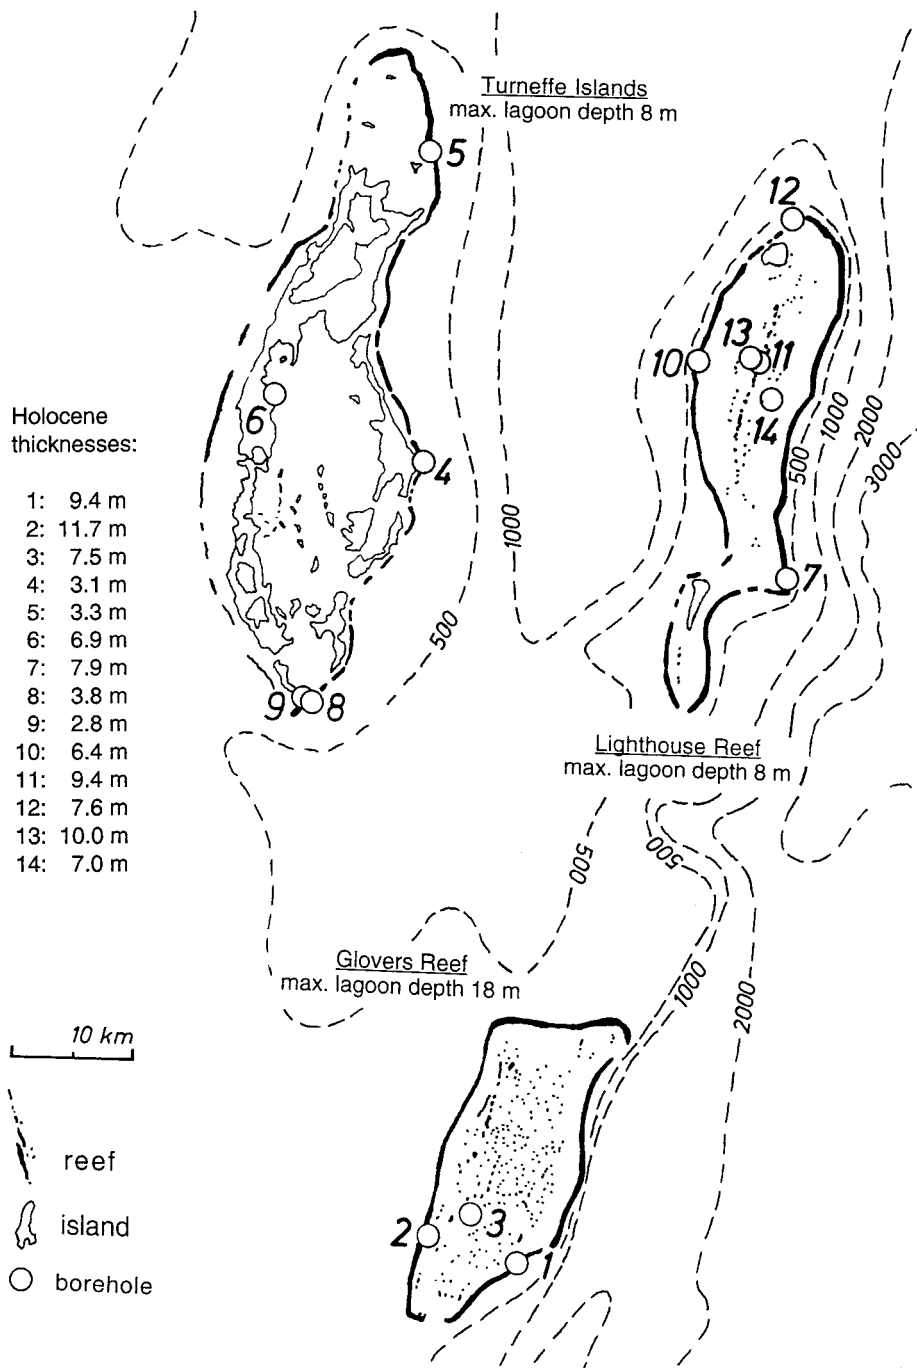 Turneffe Islands
max. lagoon depth 8 m
5
12
13
11
10
14
6
4
Holocene
thicknesses:
1: 9.4 m
2: 11.7 m
3: 7.5 m
4: 3.1 m
5: 3.3 m
6: 6.9 m
7: 7.9 m
8: 3.8 m
9: 2.8 m
10: 6.4 m
11: 9.4 m
12: 7.6 m
13: 10.0 m
14: 7.0 m
1000
500
1000
2000
3000
7
500
9
8
Lighthouse Reef
max. lagoon depth 8 m
500
500
Glovers Reef
max. lagoon depth 18 m
1000
2000
10 km
reef
island
borehole
2
3
1